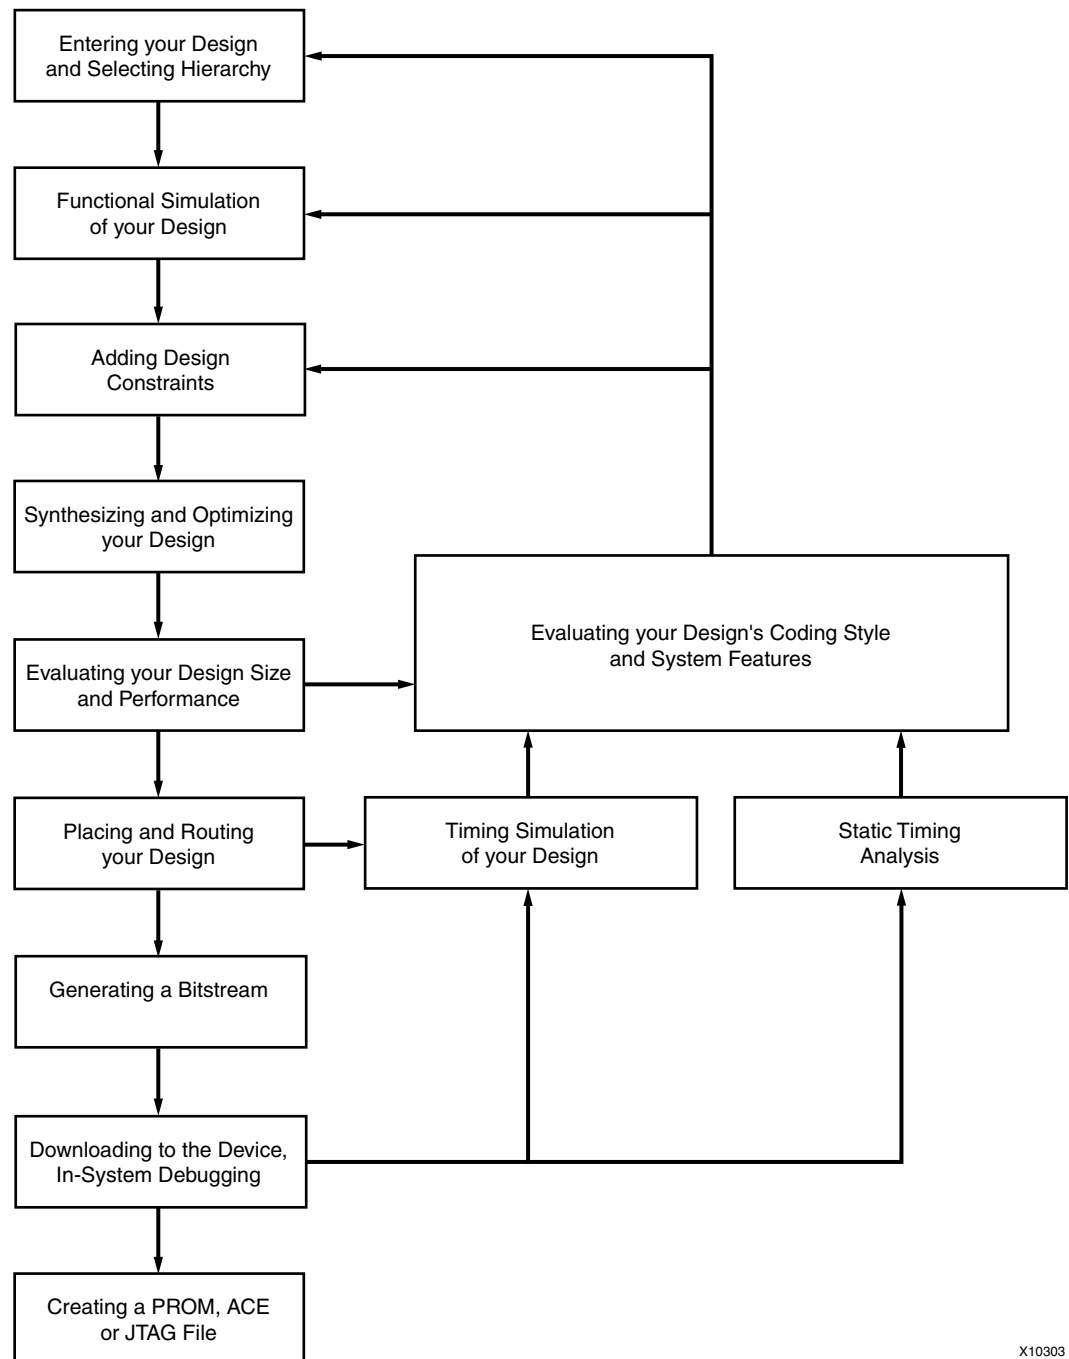 Entering your Design
and Selecting Hierarchy
Functional Simulation
of your Design
Adding Design
Constraints
Synthesizing and Optimizing
your Design
Evaluating your Design's Coding Style
and System Features
Evaluating your Design Size
and Performance
Placing and Routing
your Design
Timing Simulation
of your Design
Static Timing
Analysis
Generating a Bitstream
Downloading to the Device,
In-System Debugging
Creating a PROM, ACE
or JTAG File
X10303